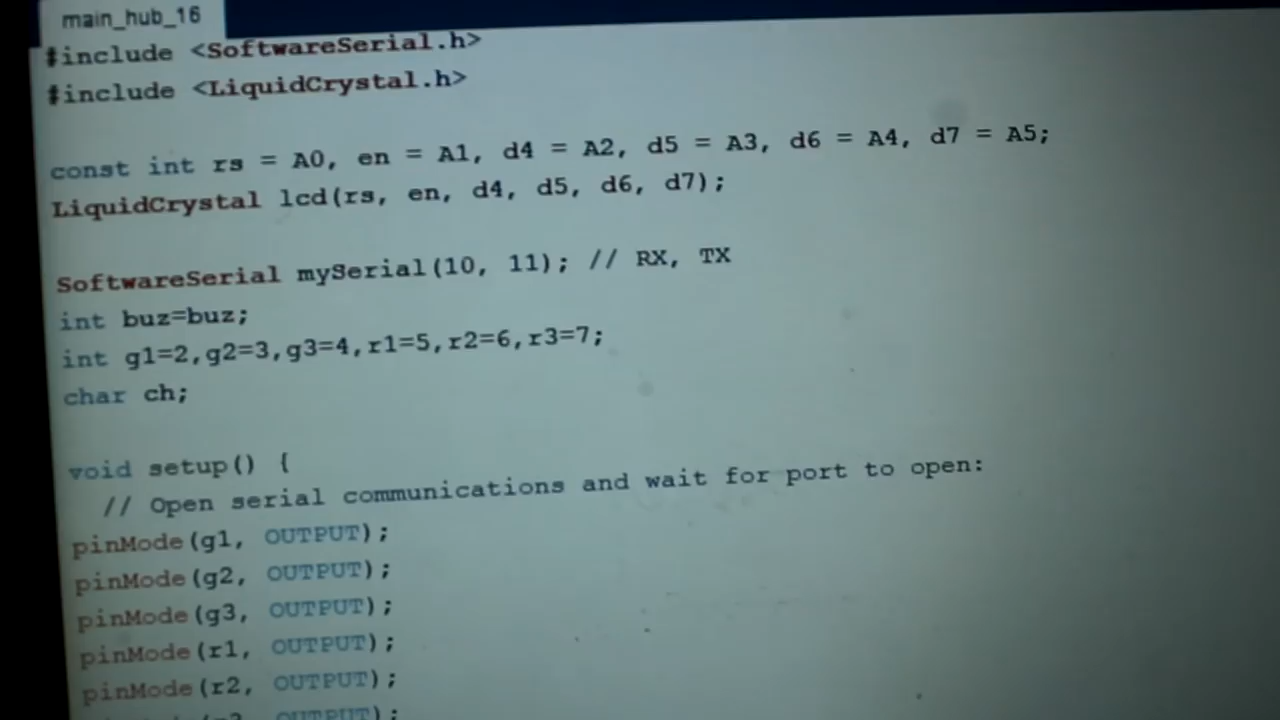 main_hub_16
#include <SoftwareSerial.h>
#include <LiquidCrystal.h>
const int rs = A0, en = A1, d4 = A2, d5 = A3, d6 = A4, d7 = A5;
LiquidCrystal lcd(rs, en, d4, d5, d6, d7);
SoftwareSerial mySerial(10, 11); // RX, TX
int buz=buz;
int g1=2,g2=3,g3=4,r1=5,r2=6,r3=7;
char ch;
void setup() {
// Open serial communications and wait for port to open:
pinMode(g1, OUTPUT);
pinMode(g2, OUTPUT);
pinMode(g3, OUTPUT);
pinMode(r1, OUTPUT);
pinMode(r2, OUTPUT);
OUTPUT);